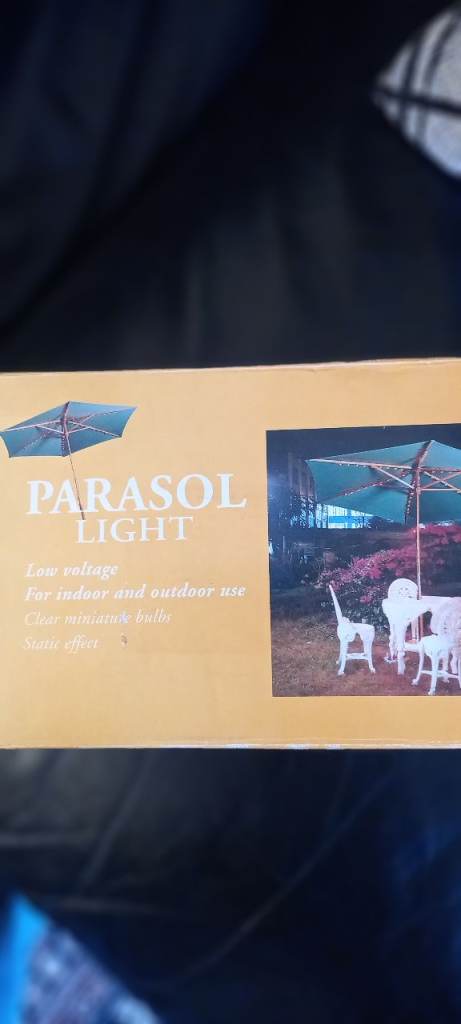 PARASOL
LIGHT
Low voltage
For indoor and outdoor use
Clear miniature bulbs
Static effect